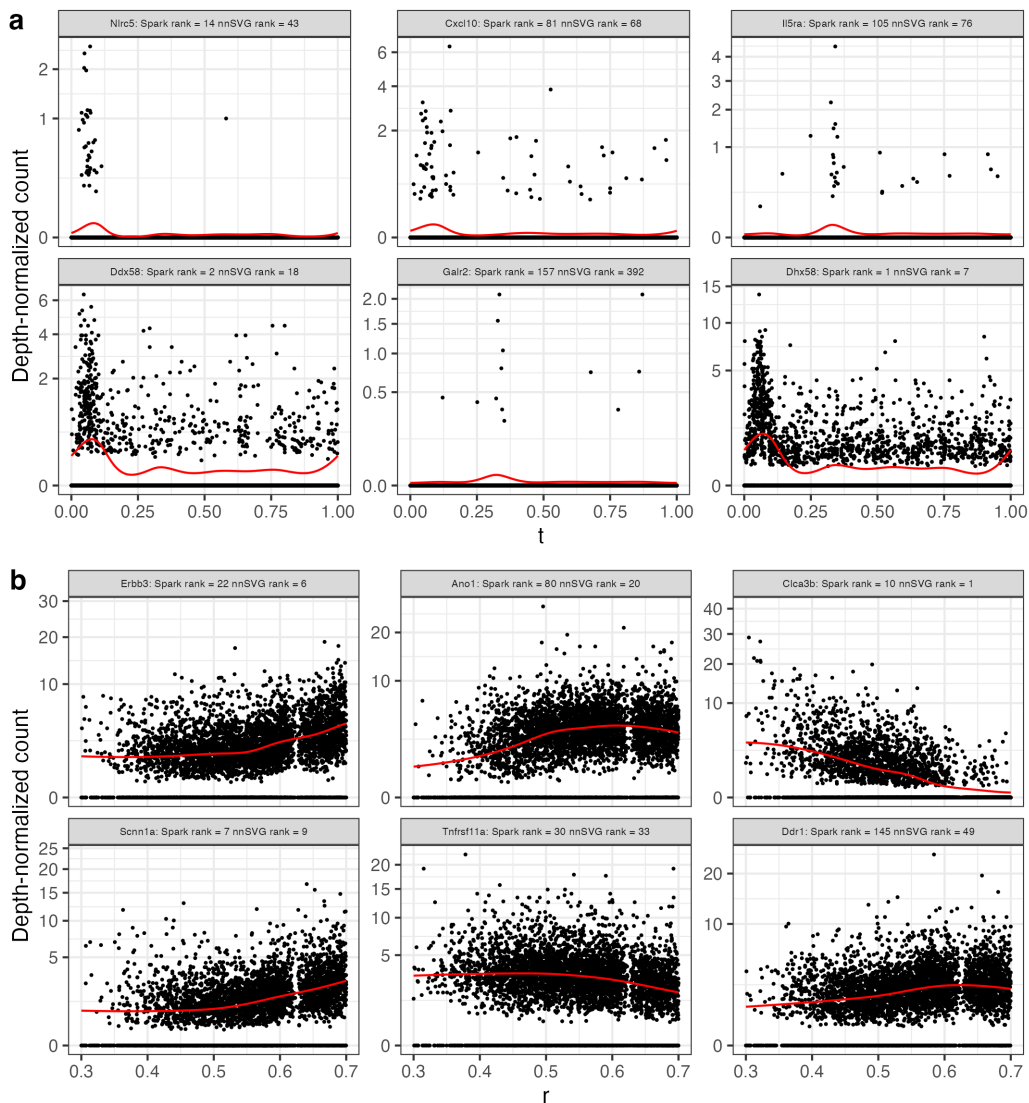 a
Nlrc5: Spark rank = 14 nnSVG rank = 43
Cxcl10: Spark rank = 81 nnSVG rank = 68
Il5ra: Spark rank = 105 nnSVG rank = 76
2
1
0
6
4
2
0
4
3
2
1
0
Depth-normalized count
Ddx58: Spark rank = 2 nnSVG rank = 18
Galr2: Spark rank = 157 nnSVG rank = 392
Dhx58: Spark rank = 1 nnSVG rank = 7
6
4
2
0
2.0
1.5
1.0
0.5
0.0
15
10
5
0
0.00 0.25 0.50 0.75 1.00
0.00 0.25 0.50 0.75 1.00
0.00 0.25 0.50 0.75 1.00
t
b
Erbb3: Spark rank = 22 nnSVG rank = 6
Ano1: Spark rank = 80 nnSVG rank = 20
Clca3b: Spark rank = 10 nnSVG rank = 1
30
20
10
0
20
10
0
40
30
20
10
0
Depth-normalized count
Scnn1a: Spark rank = 7 nnSVG rank = 9
Tnfrsf11a: Spark rank = 30 nnSVG rank = 33
Ddr1: Spark rank = 145 nnSVG rank = 49
25
20
15
10
5
0
20
15
10
5
0
20
10
0
0.3 0.4 0.5 0.6 0.7
0.3 0.4 0.5 0.6 0.7
0.3 0.4 0.5 0.6 0.7
r